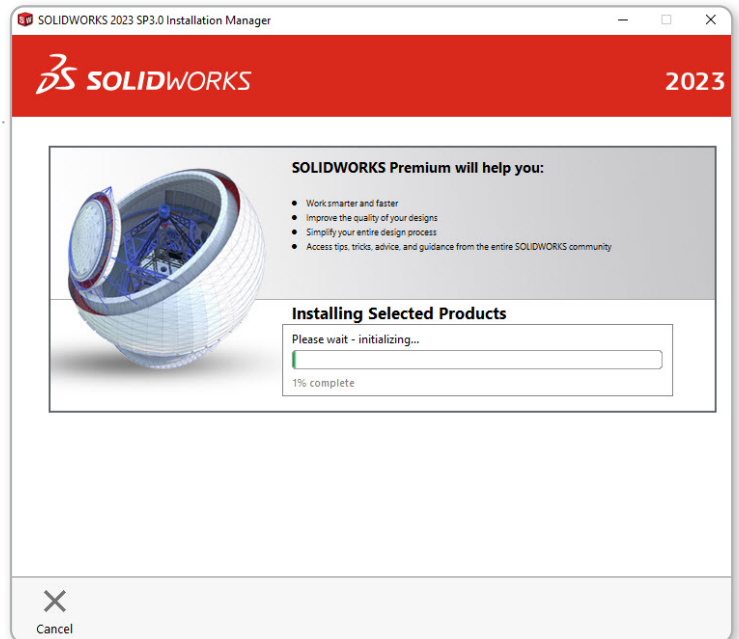 SOLIDWORKS 2023 SP3.0 Installation Manager
SOLIDWORKS 2023
SOLIDWORKS Premium will help you:
Work smarter and faster
Improve the quality of your designs
Simplify your entire design process
Access tips, tricks, advice, and guidance from the entire SOLIDWORKS community
Installing Selected Products
Please wait - initializing...
1% complete
Cancel